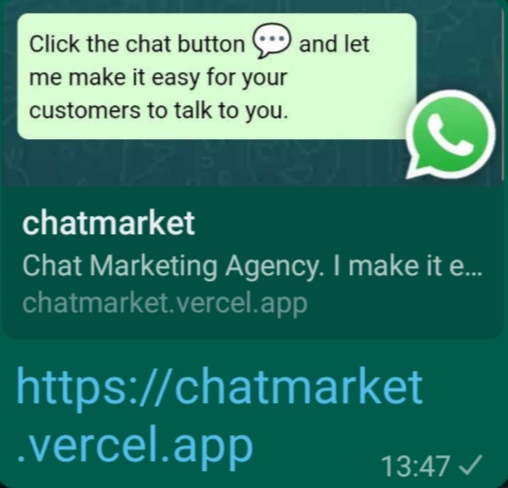 Click the chat button 💬 and let
me make it easy for your
customers to talk to you.
chatmarket
Chat Marketing Agency. I make it e...
chatmarket.vercel.app
https://chatmarket
.vercel.app
13:47